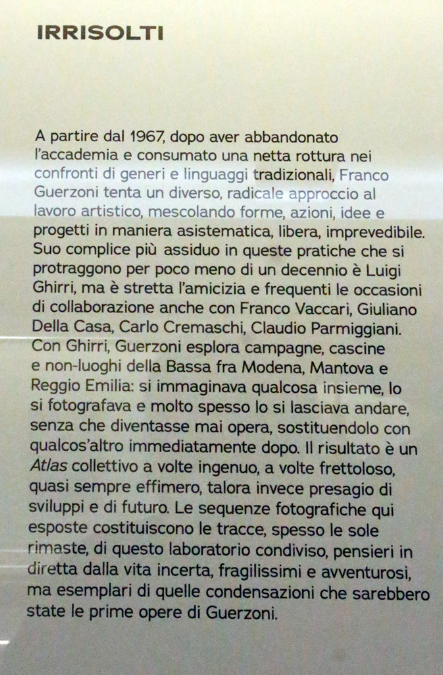 IRRISOLTI
A partire dal 1967, dopo aver abbandonato
l'accademia e consumato una netta rottura nei
confronti di generi e linguaggi tradizionali, Franco
Guerzoni tenta un diverso, radicale approccio al
lavoro artistico, mescolando forme, azioni, idee e
progetti in maniera asistematica, libera, imprevedibile.
Suo complice più assiduo in queste pratiche che si
protraggono per poco meno di un decennio è Luigi
Ghirri, ma è stretta l'amicizia e frequenti le occasioni
di collaborazione anche con Franco Vaccari, Giuliano
Della Casa, Carlo Cremaschi, Claudio Parmiggiani.
Con Ghirri, Guerzoni esplora campagne, cascine
e non-luoghi della Bassa fra Modena, Mantova e
Reggio Emilia: si immaginava qualcosa insieme, lo
si fotografava e molto spesso lo si lasciava andare,
senza che diventasse mai opera, sostituendolo con
qualcos'altro immediatamente dopo. Il risultato è un
Atlas collettivo a volte ingenuo, a volte frettoloso,
quasi sempre effimero, talora invece presagio di
sviluppi e di futuro. Le sequenze fotografiche qui
esposte costituiscono le tracce, spesso le sole
rimaste, di questo laboratorio condiviso, pensieri in
diretta dalla vita incerta, fragilissimi e avventurosi,
ma esemplari di quelle condensazioni che sarebbero
state le prime opere di Guerzoni.